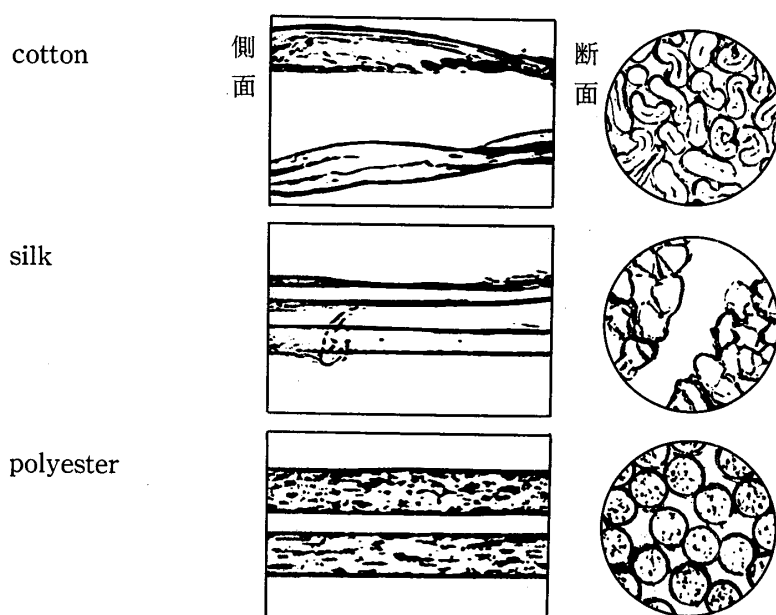 cotton
側面
断面
silk
polyester